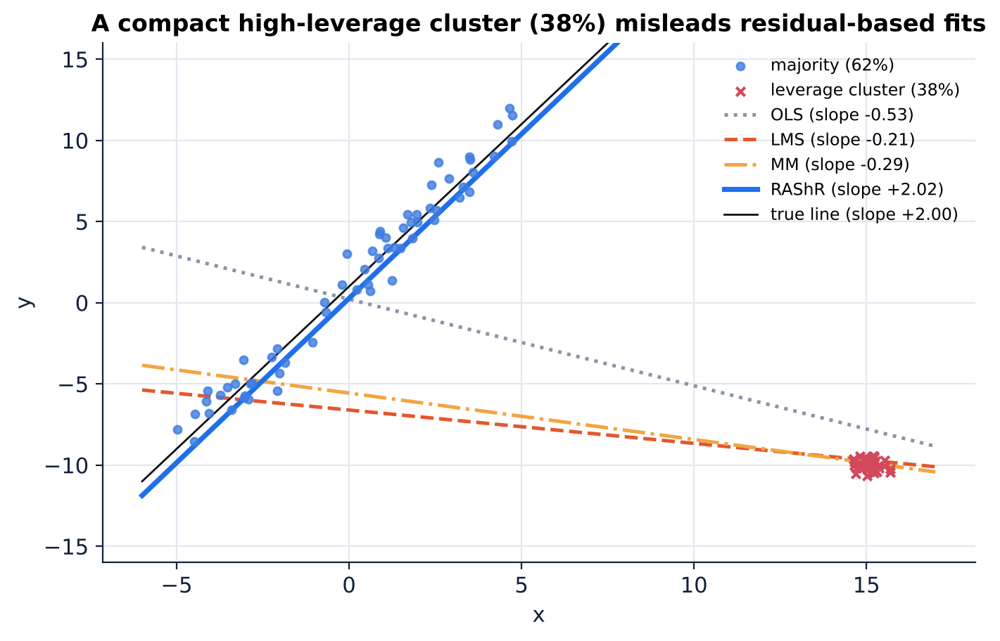 A compact high-leverage cluster (38%) misleads residual-based fits
majority (62%)
leverage cluster (38%)
OLS (slope -0.53)
LMS (slope -0.21)
MM (slope -0.29)
RAShR (slope +2.02)
true line (slope +2.00)
15
10
5
0
−5
−10
−15
y
−5
0
5
10
15
x